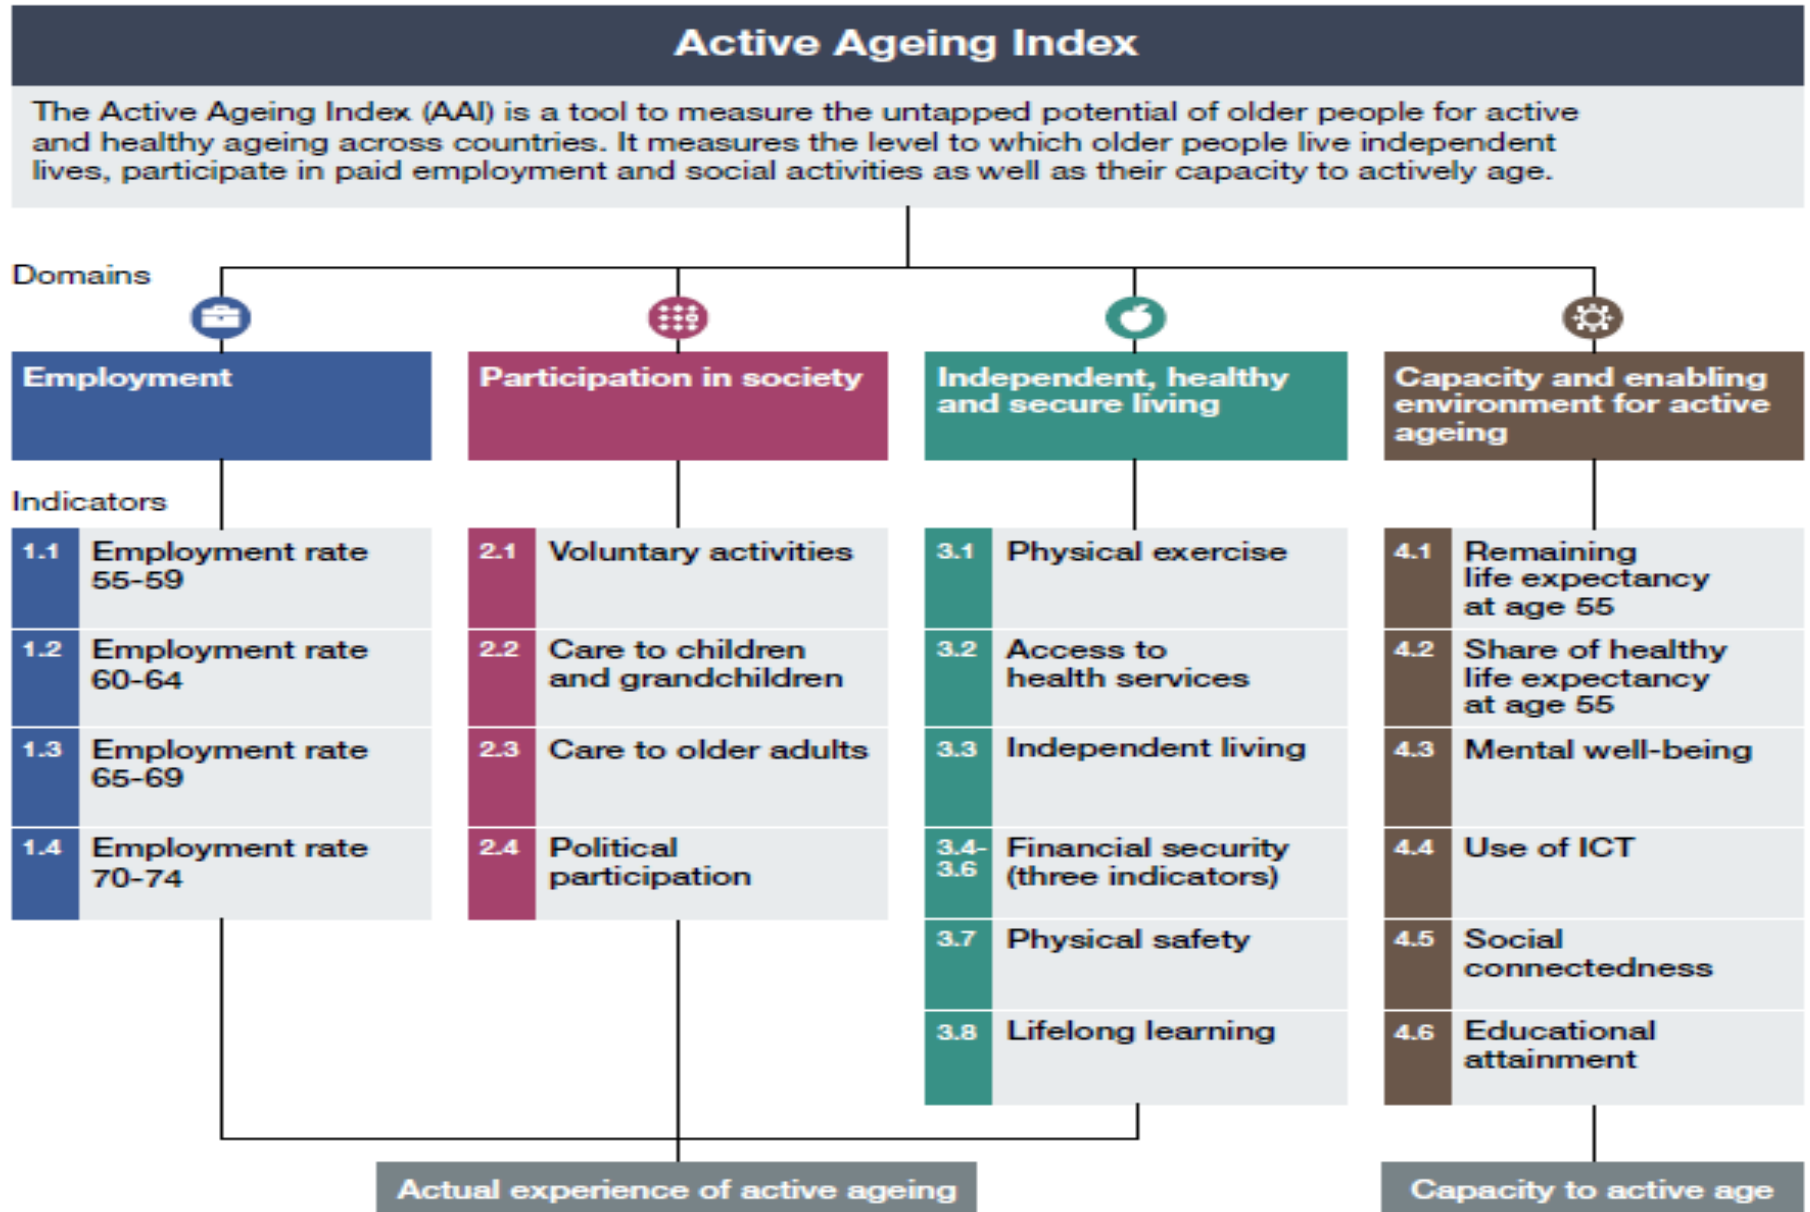 Active Ageing Index
The Active Ageing Index (AAI) is a tool to measure the untapped potential of older people for active
and healthy ageing across countries. It measures the level to which older people live independent
lives, participate in paid employment and social activities as well as their capacity to actively age.
Domains
Employment
Participation in society
Independent, healthy
and secure living
Capacity and enabling
environment for active
ageing
Indicators
1.1 Employment rate
55-59
1.2 Employment rate
60-64
1.3 Employment rate
65-69
1.4 Employment rate
70-74
2.1 Voluntary activities
2.2 Care to children
and grandchildren
2.3 Care to older adults
2.4 Political
participation
3.1 Physical exercise
3.2 Access to
health services
3.3 Independent living
3.4- Financial security
3.6 (three indicators)
3.7 Physical safety
3.8 Lifelong learning
4.1 Remaining
life expectancy
at age 55
4.2 Share of healthy
life expectancy
at age 55
4.3 Mental well-being
4.4 Use of ICT
4.5 Social
connectedness
4.6 Educational
attainment
Actual experience of active ageing
Capacity to active age